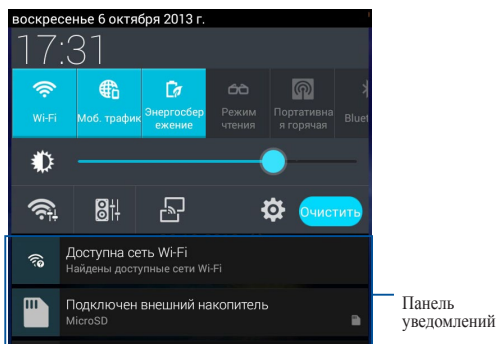 воскресенье 6 октября 2013 г.
17:31
Wi-Fi
Моб. трафик
Энергосбер
ежение
Режим
чтения
Портативна
я горячая
Bluet
Очистить
Доступна сеть Wi-Fi
Найдены доступные сети Wi-Fi
Подключен внешний накопитель
MicroSD
Панель
уведомлений